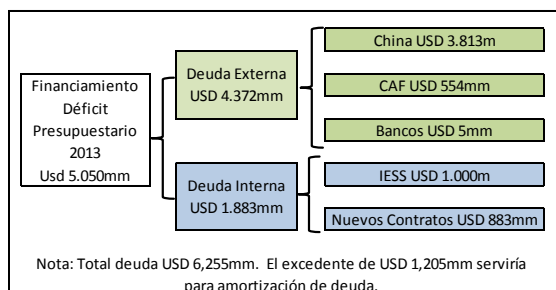 Financiamiento
Déficit
Presupuestario
2013
Usd 5.050mm
Deuda Externa
USD 4.372mm
China USD 3.813m
CAF USD 554mm
Bancos USD 5mm
Deuda Interna
USD 1.883mm
IESS USD 1.000m
Nuevos Contratos USD 883mm
Nota: Total deuda USD 6,255mm. El excedente de USD 1,205mm serviría
para amortización de deuda.